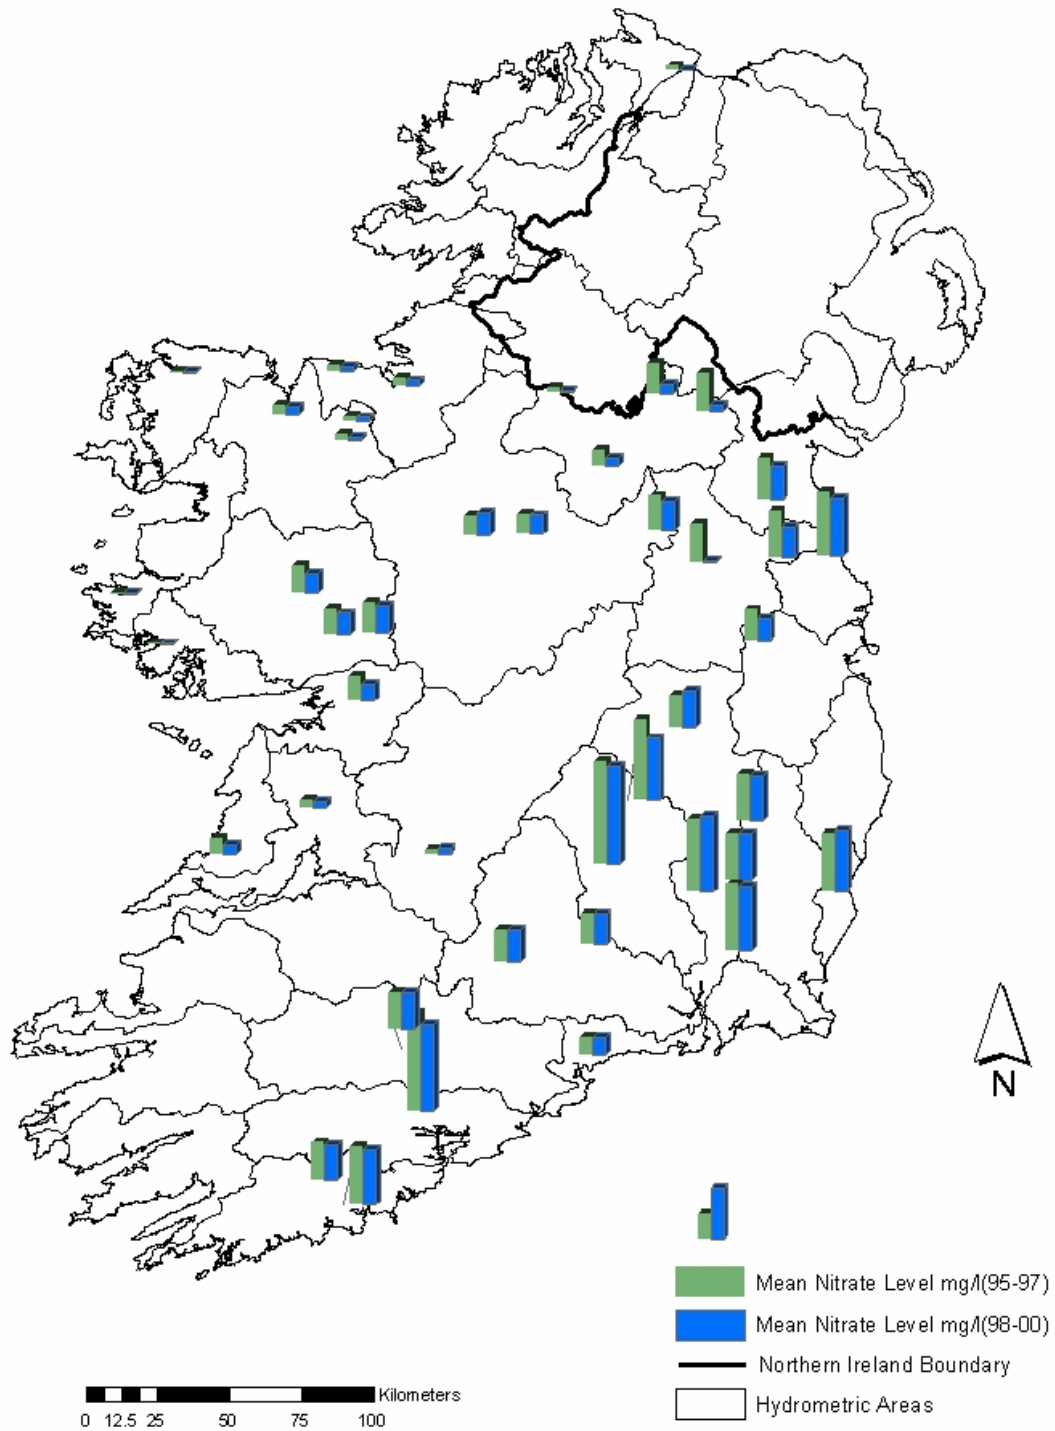 N
Mean Nitrate Level mg/l(95-97)
Mean Nitrate Level mg/l(98-00)
Northern Ireland Boundary
Hydrometric Areas
Kilometers
0 12.5 25 50 75 100